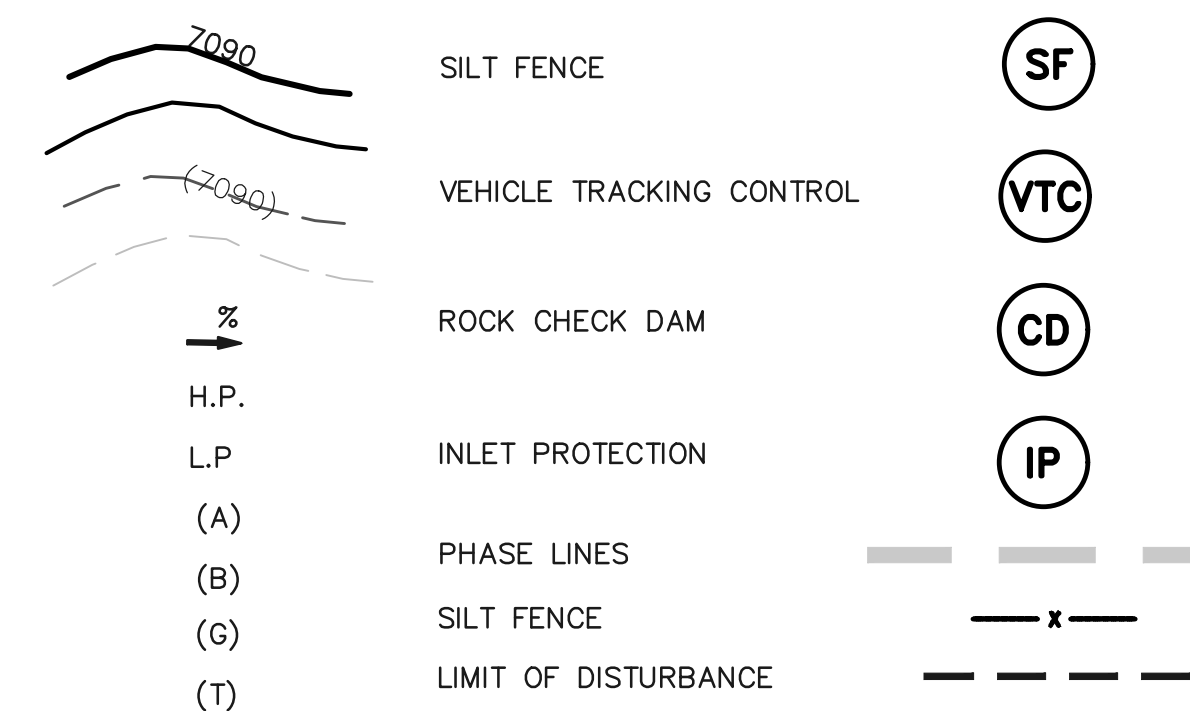 7090
SILT FENCE SF
(7090)
VEHICLE TRACKING CONTROL VTC
%
ROCK CHECK DAM CD
H.P.
L.P
INLET PROTECTION IP
(A)
PHASE LINES
(B)
SILT FENCE x
(G)
LIMIT OF DISTURBANCE
(T)